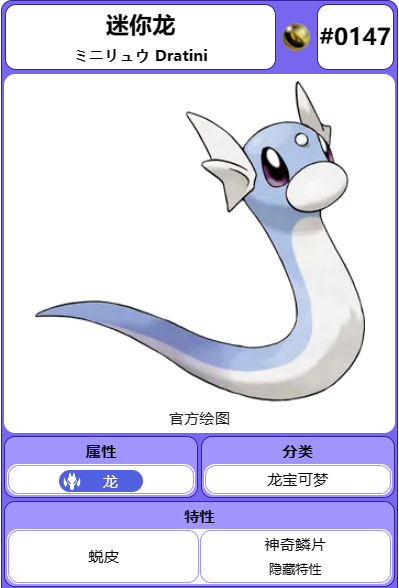 迷你龙
ミニリュウ Dratini
#0147
官方绘图
属性
分类
龙
龙宝可梦
特性
蜕皮
神奇鳞片
隐藏特性